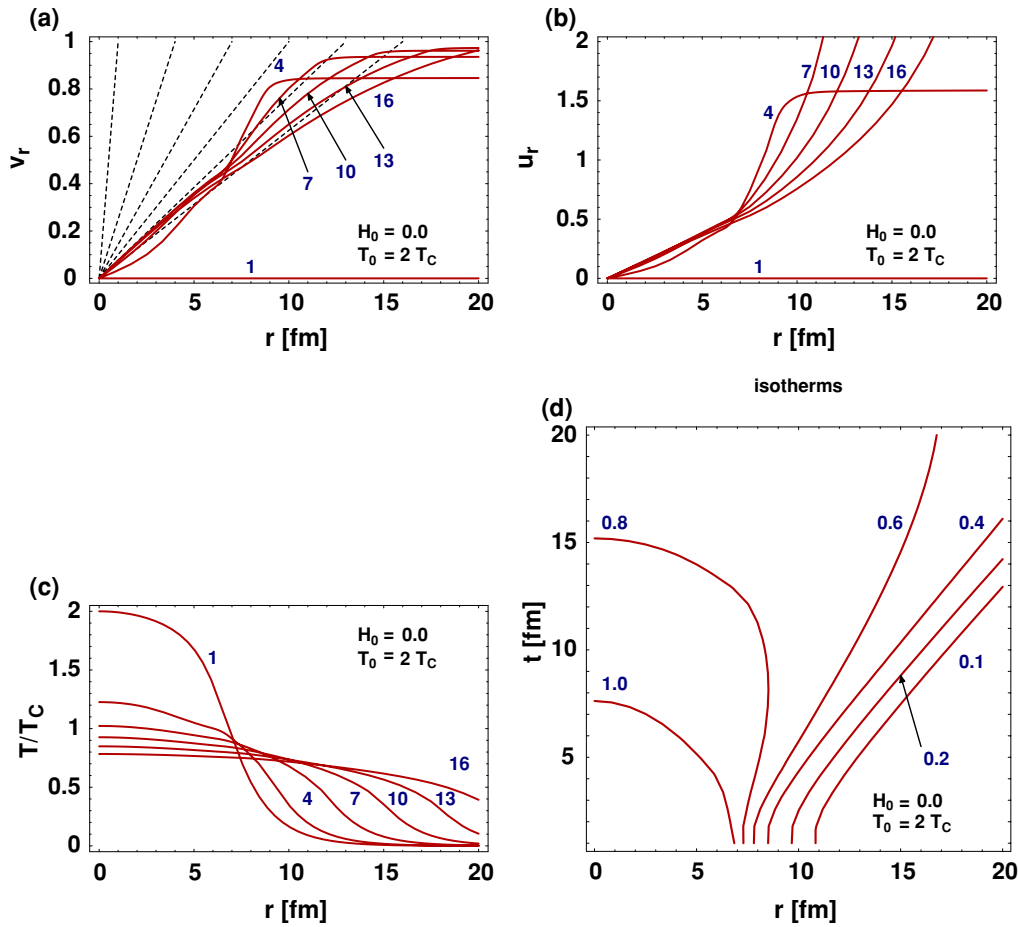 (a)
1
0.8
0.6
0.4
0.2
0
v_r
4
16
13
10
7
1
H_0 = 0.0
T_0 = 2 T_C
0 5 10 15 20
r [fm]
(b)
2
1.5
1
0.5
0
u_r
7 10 13 16
4
1
H_0 = 0.0
T_0 = 2 T_C
0 5 10 15 20
r [fm]
(c)
2
1.5
1
0.5
0
T/T_C
1
H_0 = 0.0
T_0 = 2 T_C
16
4 7 10 13
0 5 10 15 20
r [fm]
isotherms
(d)
20
15
10
5
t [fm]
0.8
0.6
0.4
1.0
0.1
0.2
H_0 = 0.0
T_0 = 2 T_C
0 5 10 15 20
r [fm]